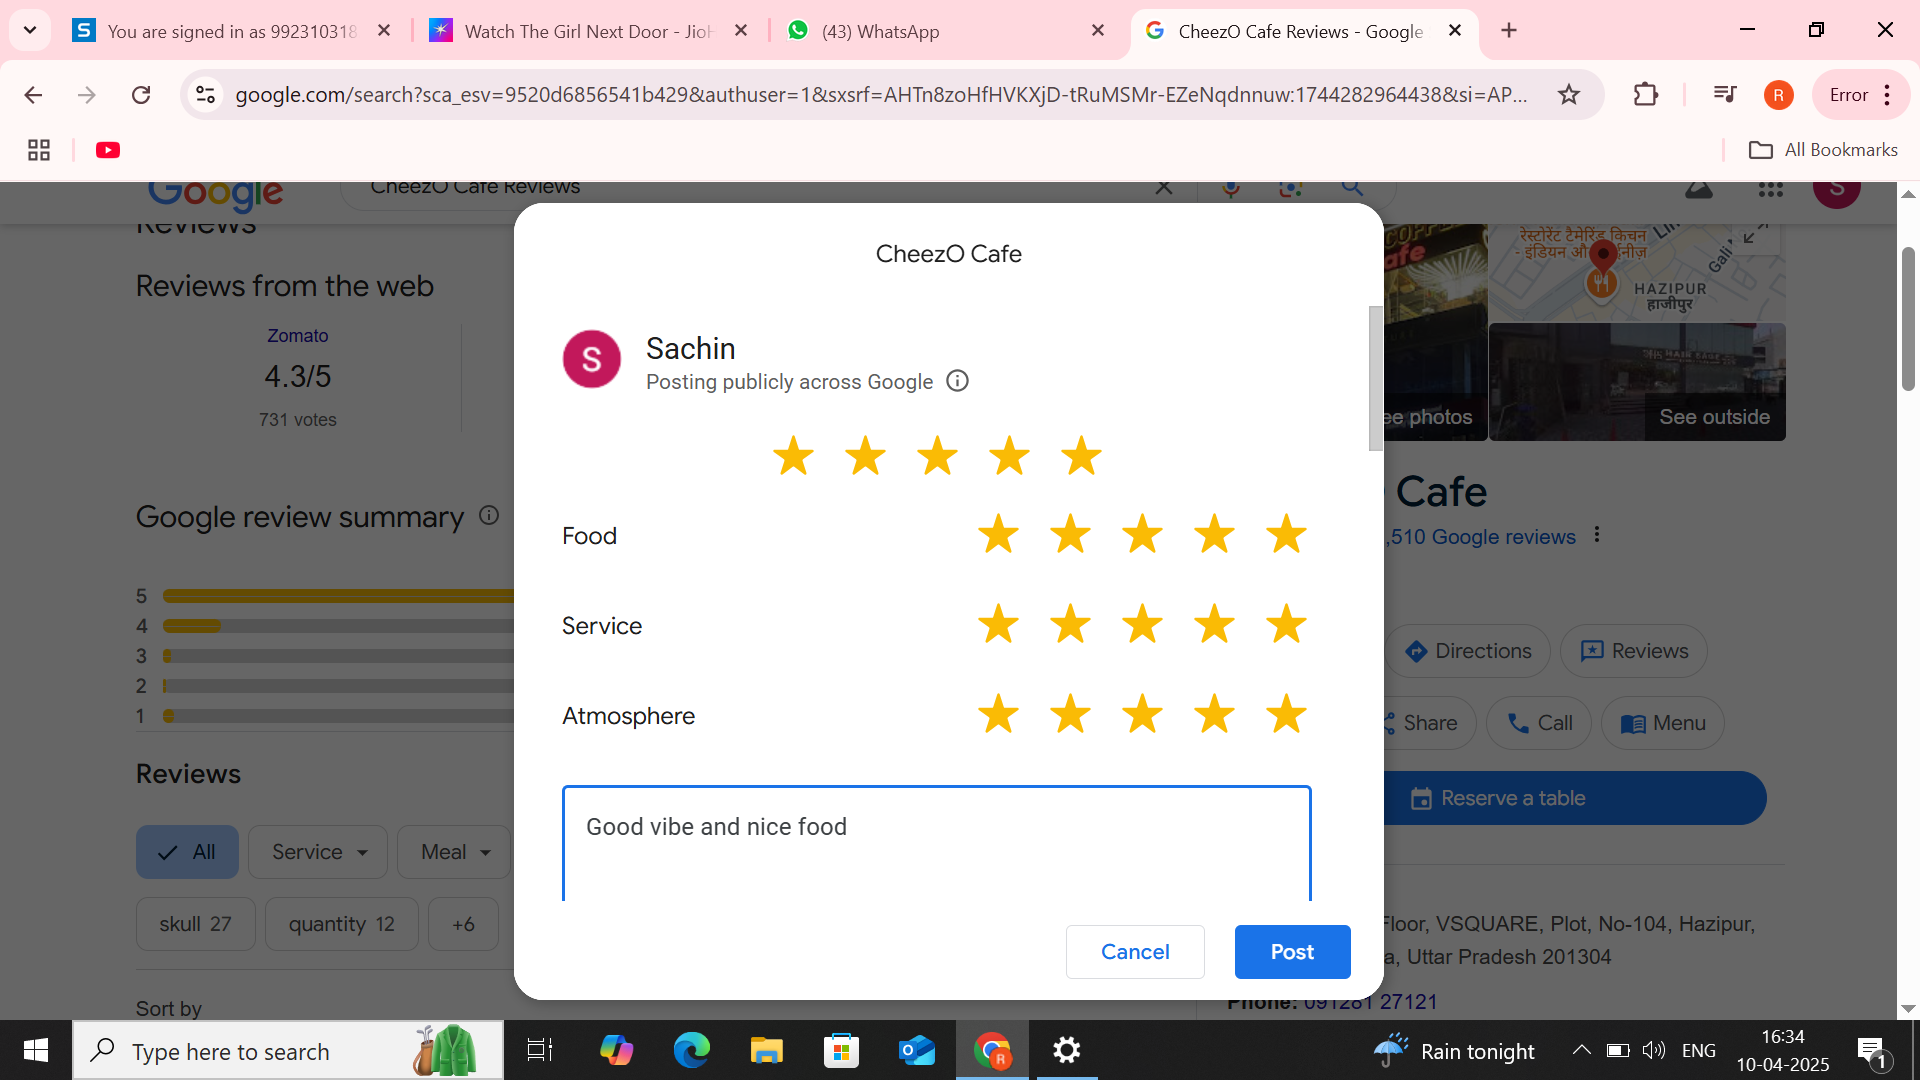 You are signed in as 992310318
Watch The Girl Next Door - JioH
(43) WhatsApp
CheezO Cafe Reviews - Google
google.com/search?sca_esv=9520d6856541b429&authuser=1&sxsrf=AHTn8zoHfHVKXjD-tRuMSMr-EZeNqdnnuw:1744282964438&si=AP...
R
Error
All Bookmarks
Google
CheezO Cafe Reviews
S
Reviews
Reviews from the web
Zomato
4.3/5
731 votes
Google review summary
5
4
3
2
1
Reviews
All
Service
Meal
skull 27
quantity 12
+6
Sort by
CheezO Cafe
S
Sachin
Posting publicly across Google
Food
Service
Atmosphere
Good vibe and nice food
Cancel
Post
रेस्टोरेंट टैमेरिंड किचन
HAZIPUR
हाजीपुर
ee photos
See outside
Cafe
,510 Google reviews
Directions
Reviews
Share
Call
Menu
Reserve a table
Floor, VSQUARE, Plot, No-104, Hazipur,
a, Uttar Pradesh 201304
Phone: 091281 27121
Type here to search
Rain tonight
ENG
16:34
10-04-2025
1